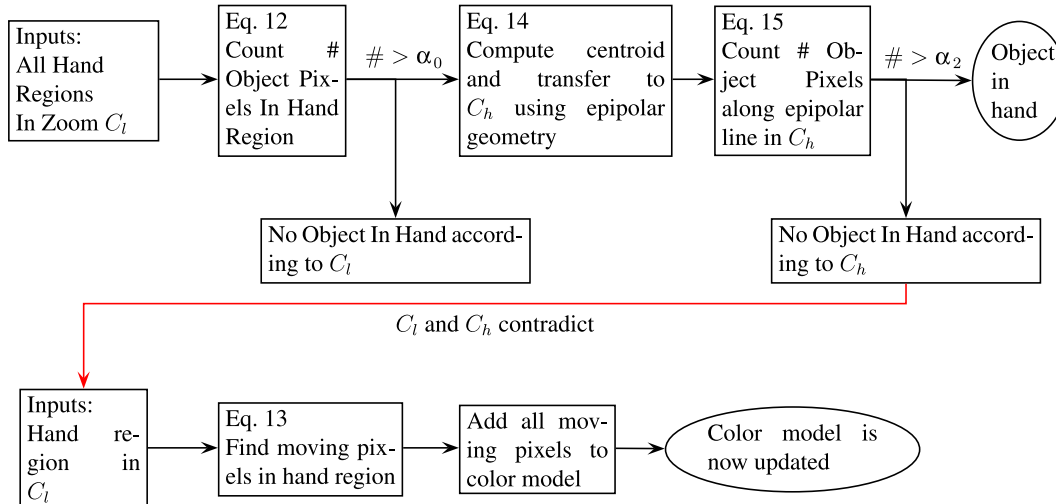 Inputs:
All Hand
Regions
In Zoom C_l
Eq. 12
Count #
Object Pix-
els In Hand
Region
# > α_0
Eq. 14
Compute centroid
and transfer to
C_h using epipolar
geometry
Eq. 15
Count # Ob-
ject Pixels
along epipolar
line in C_h
# > α_2
Object
in
hand
No Object In Hand accord-
ing to C_l
No Object In Hand accord-
ing to C_h
C_l and C_h contradict
Inputs:
Hand re-
gion in
C_l
Eq. 13
Find moving pix-
els in hand region
Add all mov-
ing pixels to
color model
Color model is
now updated